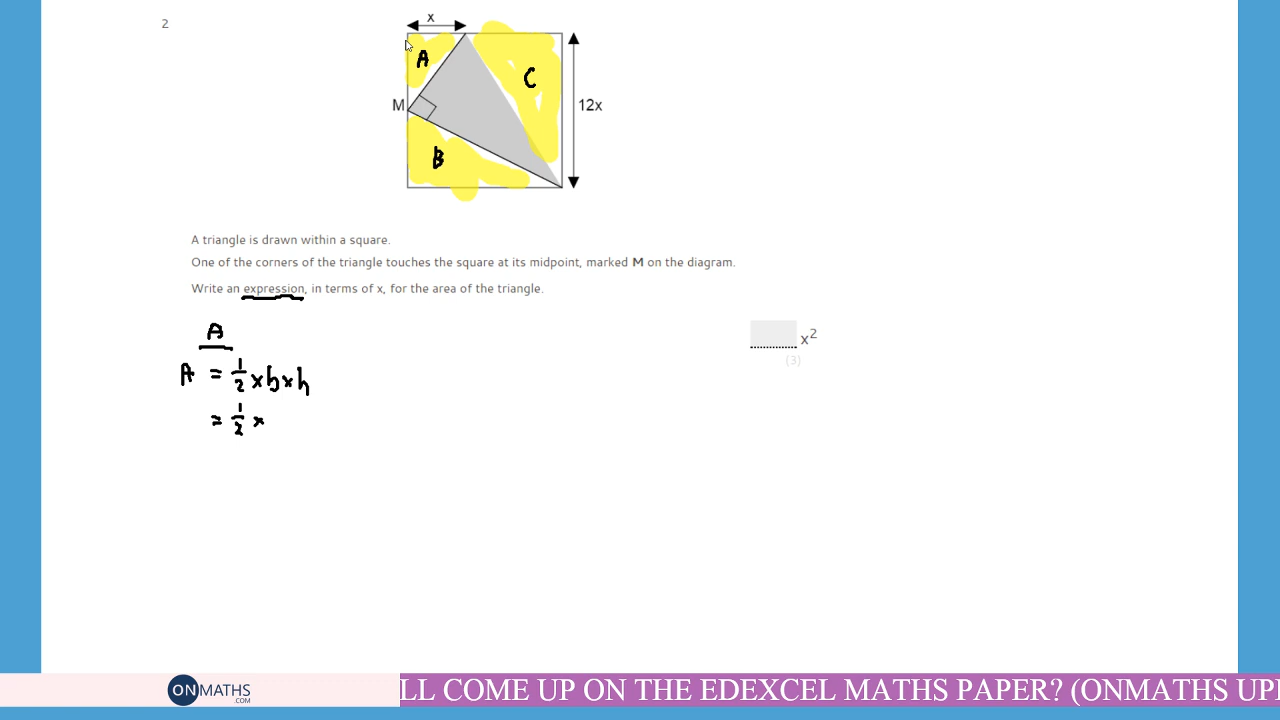 2
x
A
C
M
12x
B
A triangle is drawn within a square.
One of the corners of the triangle touches the square at its midpoint, marked M on the diagram.
Write an expression, in terms of x, for the area of the triangle.
A
x²
(3)
A = 1/2 × b × h
= 1/2 ×
ONMATHS
.COM
LL COME UP ON THE EDEXCEL MATHS PAPER? (ONMATHS UP